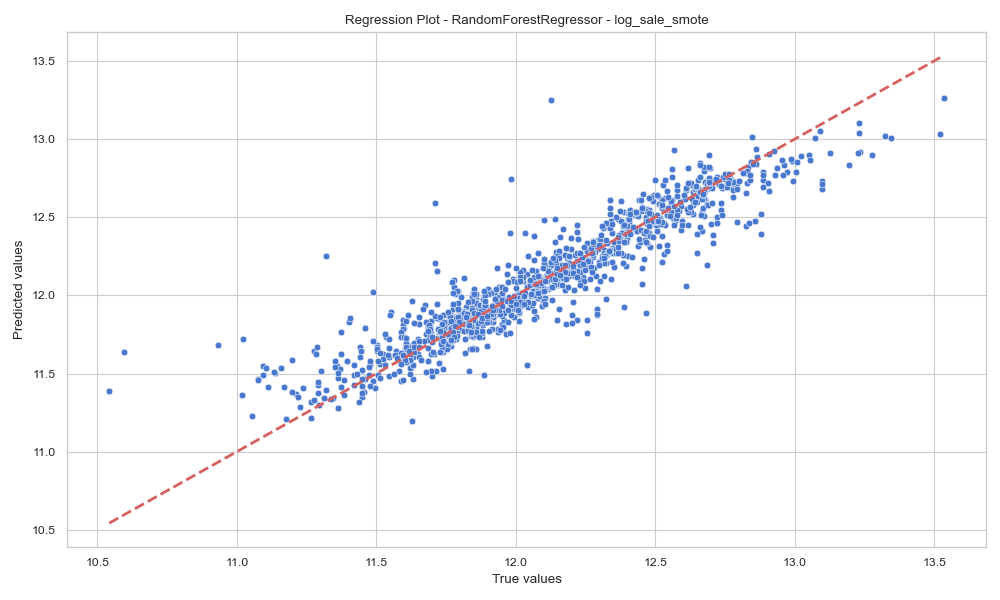 Regression Plot - RandomForestRegressor - log_sale_smote
Predicted values
13.5
13.0
12.5
12.0
11.5
11.0
10.5
10.5 11.0 11.5 12.0 12.5 13.0 13.5
True values